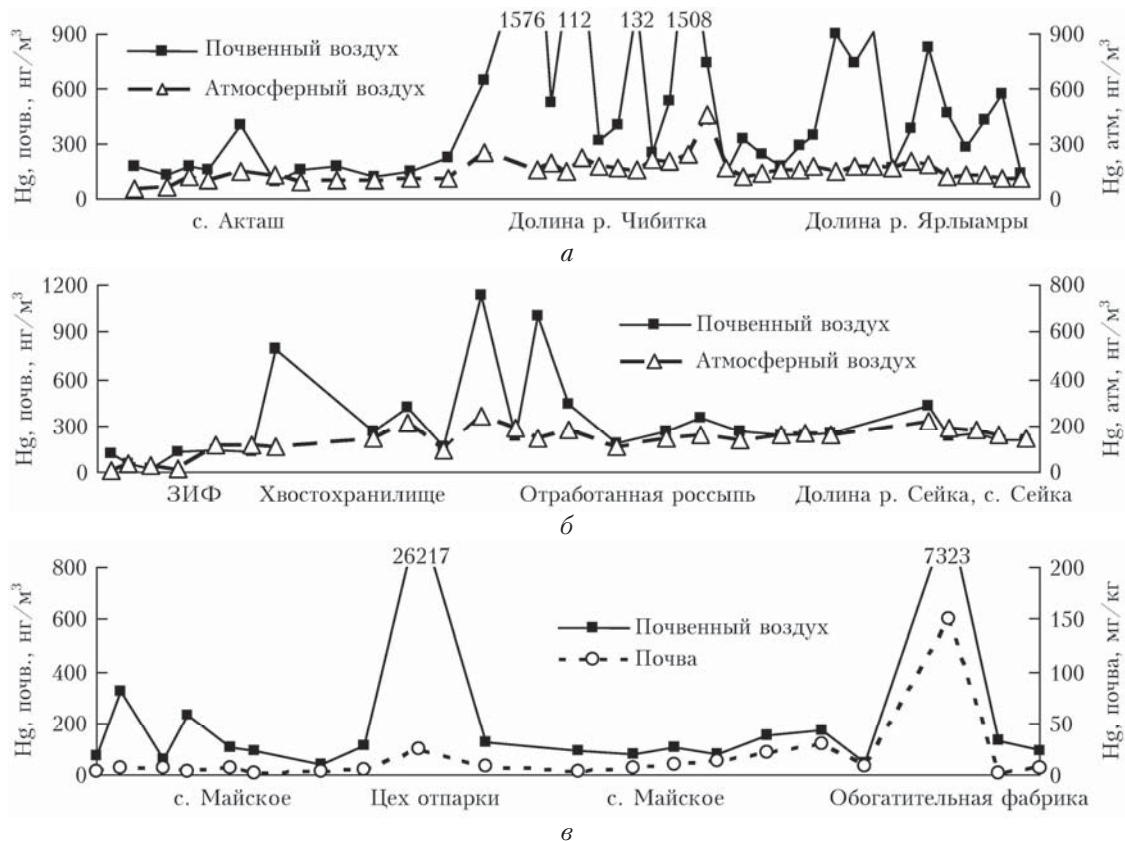 1576 112 132 1508
900
600
300
0
Hg, почв., нг/м³
Почвенный воздух
Атмосферный воздух
900
600
300
0
Hg, атм, нг/м³
с. Акташ Долина р. Чибитка Долина р. Ярлыамры
а
1200
900
600
300
0
Hg, почв., нг/м³
Почвенный воздух
Атмосферный воздух
800
600
400
200
0
Hg, атм, нг/м³
ЗИФ Хвостохранилище Отработанная россыпь Долина р. Сейка, с. Сейка
б
26217 7323
800
600
400
200
0
Hg, почв., нг/м³
Почвенный воздух
Почва
200
150
100
50
0
Hg, почва, мг/кг
с. Майское Цех отпарки с. Майское Обогатительная фабрика
в